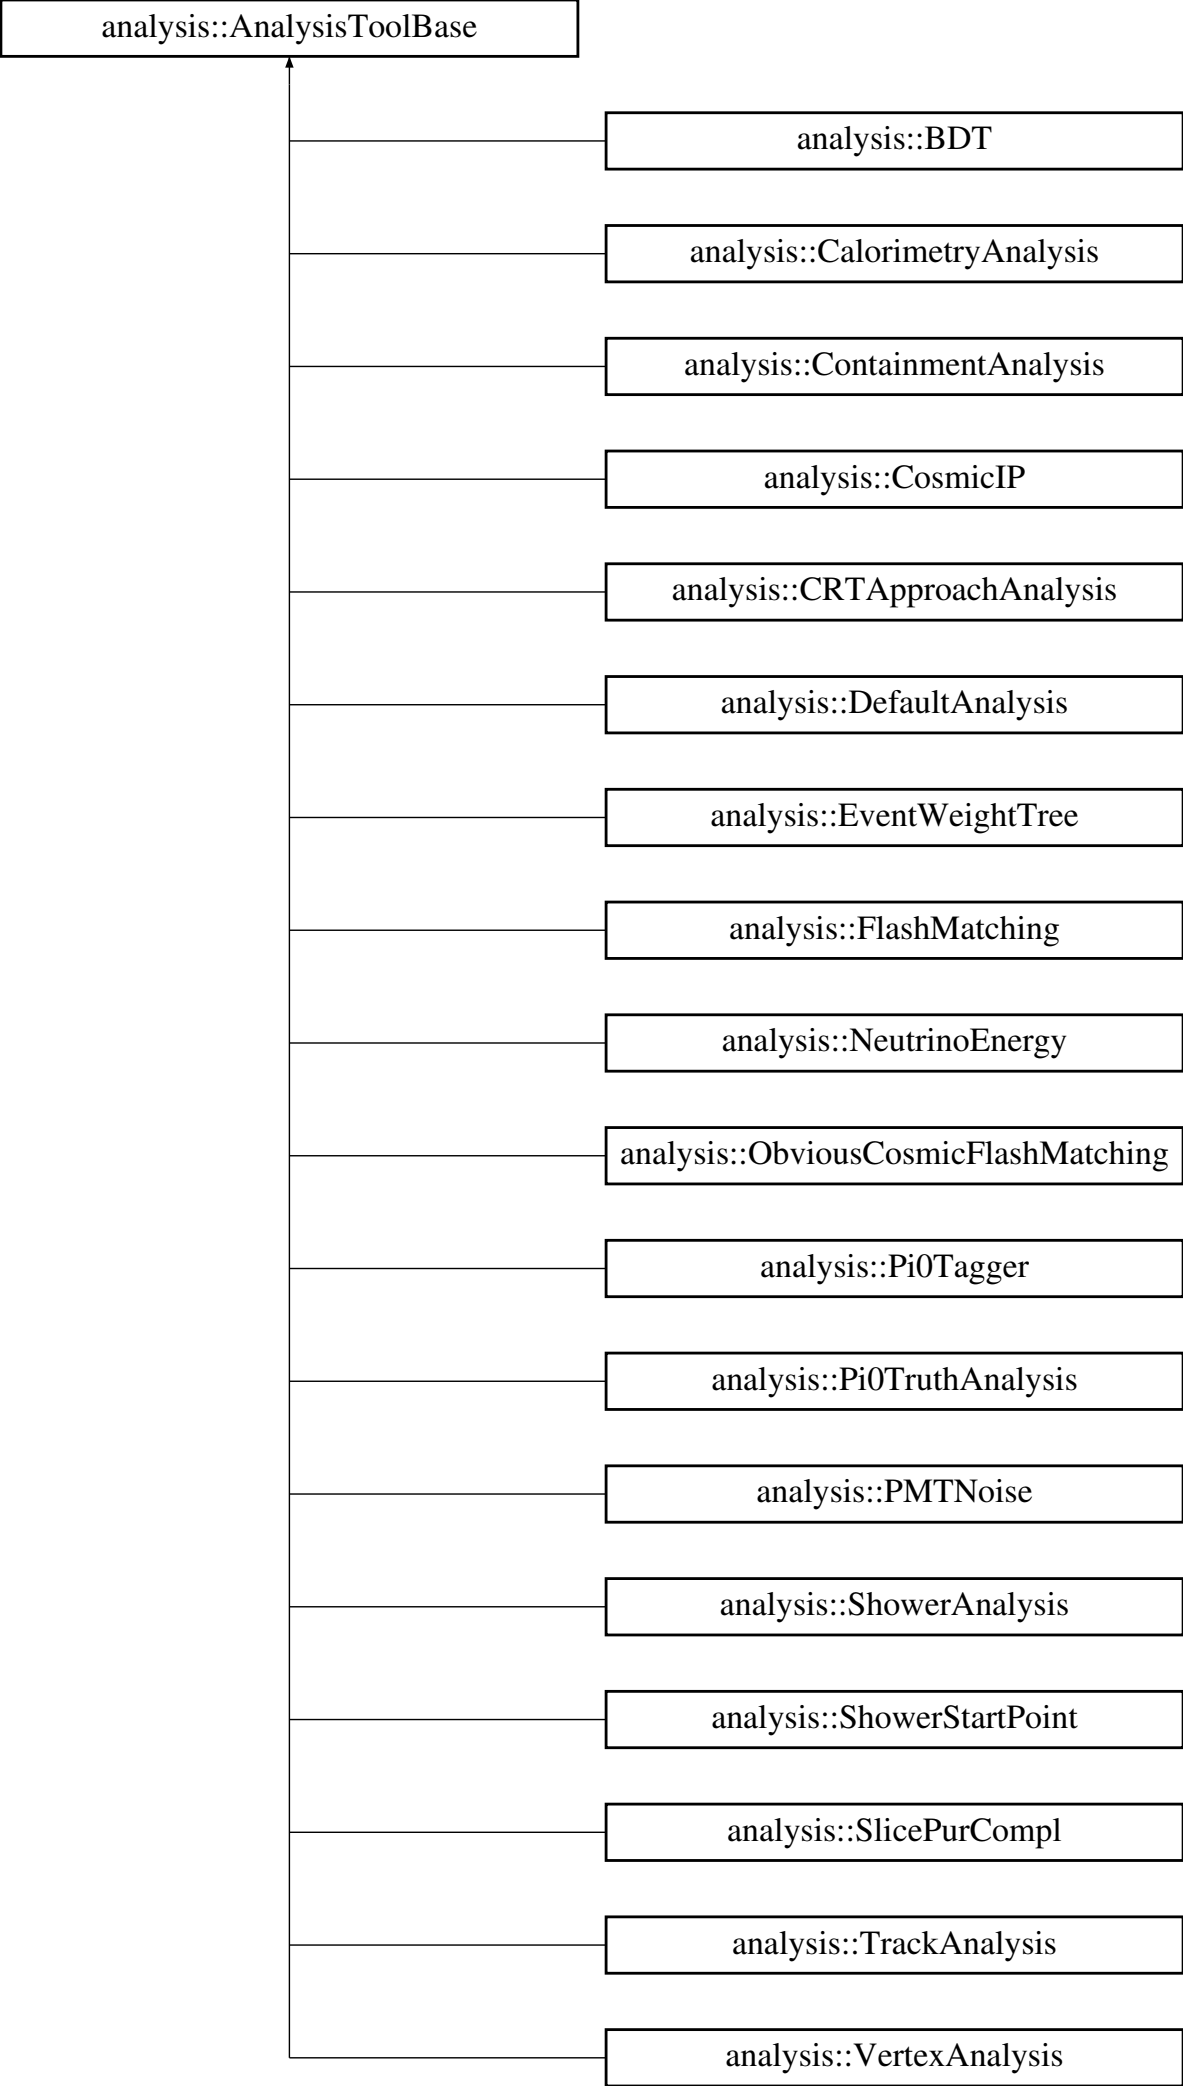 analysis::AnalysisToolBase
analysis::BDT
analysis::CalorimetryAnalysis
analysis::ContainmentAnalysis
analysis::CosmicIP
analysis::CRTApproachAnalysis
analysis::DefaultAnalysis
analysis::EventWeightTree
analysis::FlashMatching
analysis::NeutrinoEnergy
analysis::ObviousCosmicFlashMatching
analysis::Pi0Tagger
analysis::Pi0TruthAnalysis
analysis::PMTNoise
analysis::ShowerAnalysis
analysis::ShowerStartPoint
analysis::SlicePurCompl
analysis::TrackAnalysis
analysis::VertexAnalysis